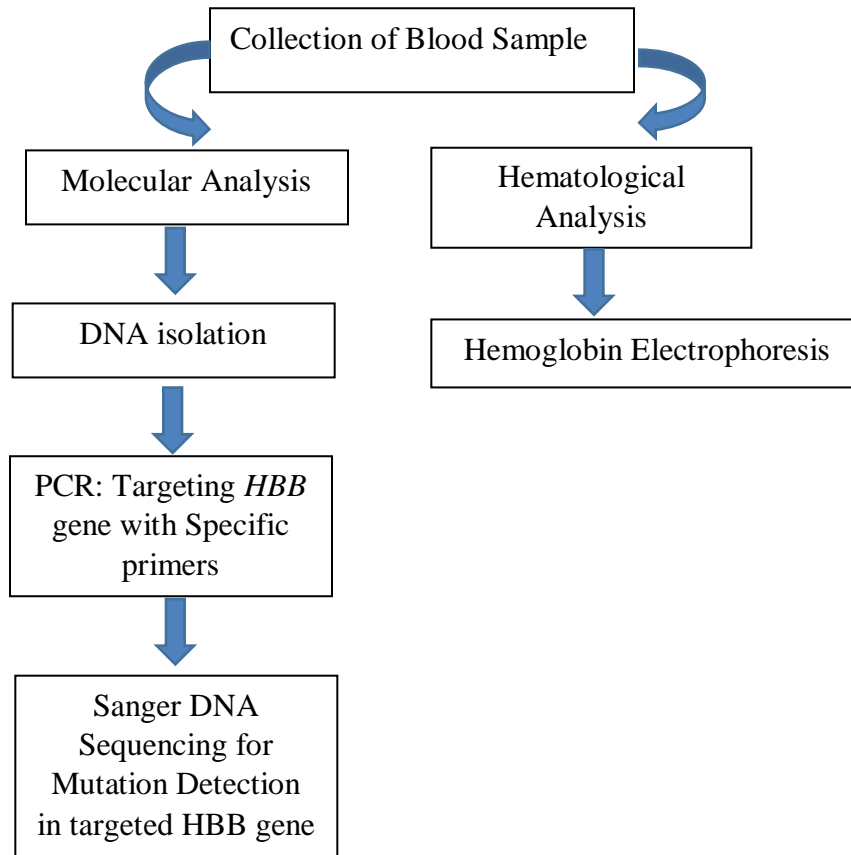 Collection of Blood Sample
Molecular Analysis
Hematological
Analysis
DNA isolation
Hemoglobin Electrophoresis
PCR: Targeting HBB
gene with Specific
primers
Sanger DNA
Sequencing for
Mutation Detection
in targeted HBB gene